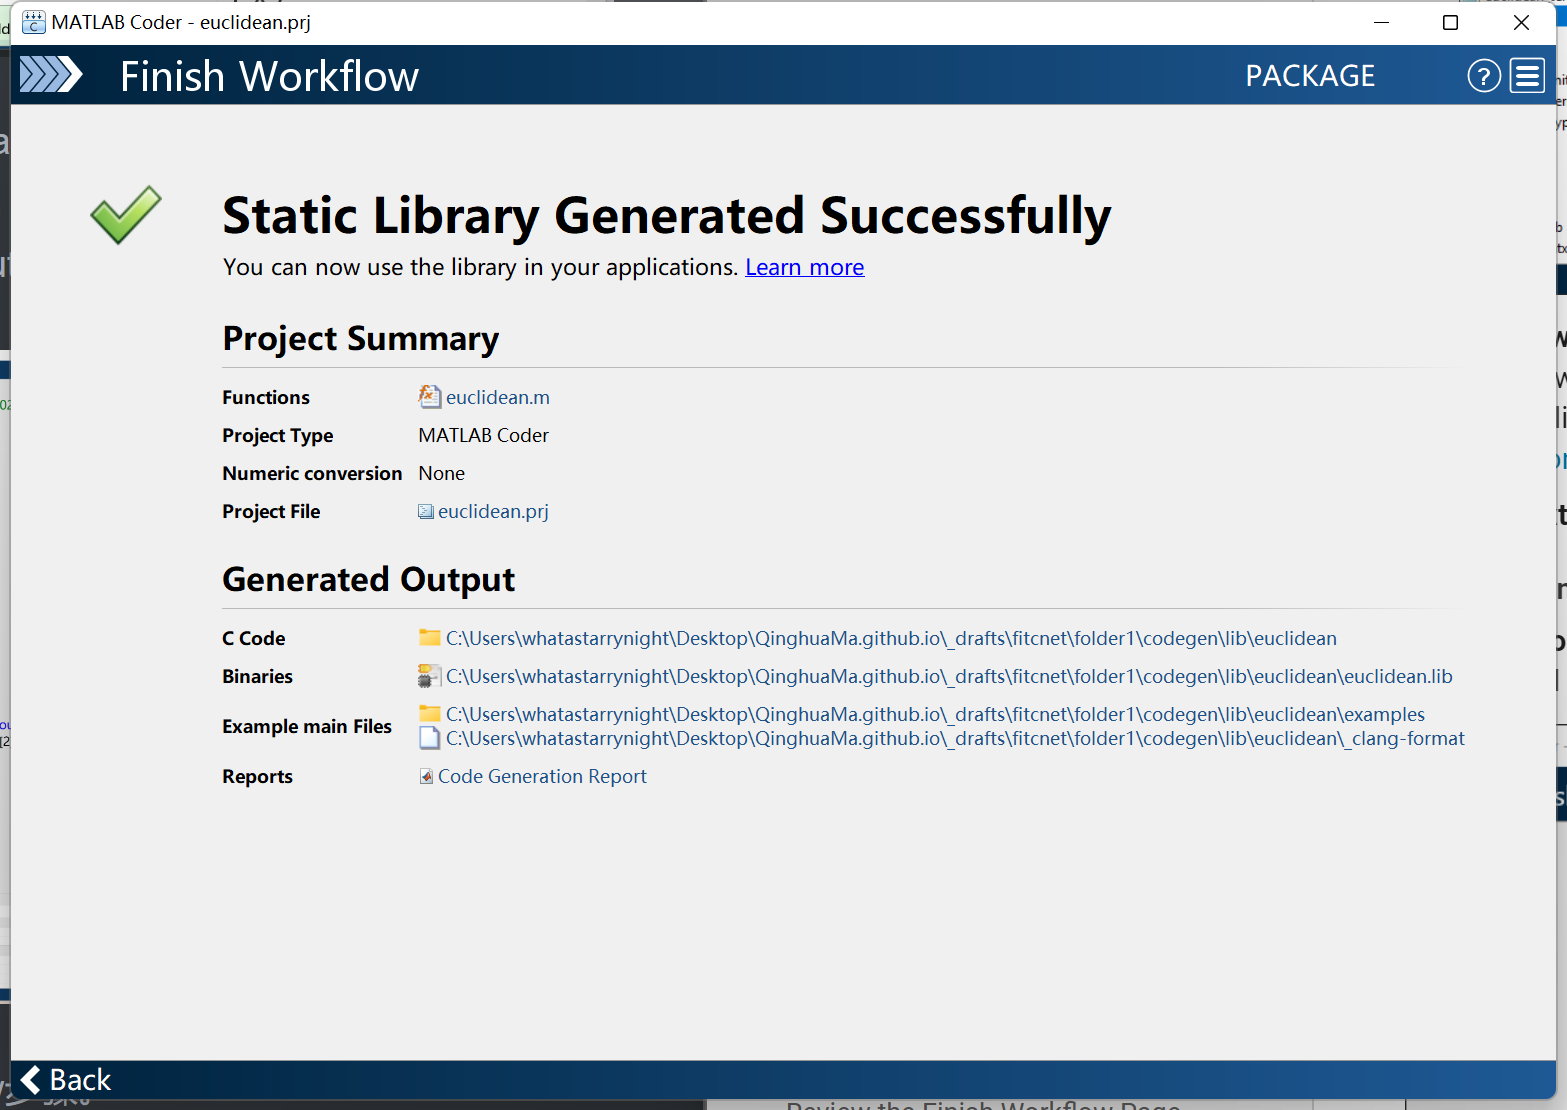 MATLAB Coder - euclidean.prj
Finish Workflow
PACKAGE
?
Static Library Generated Successfully
You can now use the library in your applications. Learn more
Project Summary
Functions euclidean.m
Project Type MATLAB Coder
Numeric conversion None
Project File euclidean.prj
Generated Output
C Code C:\Users\whatastarrynight\Desktop\QinghuaMa.github.io\_drafts\fitcnet\folder1\codegen\lib\euclidean
Binaries C:\Users\whatastarrynight\Desktop\QinghuaMa.github.io\_drafts\fitcnet\folder1\codegen\lib\euclidean\euclidean.lib
Example main Files C:\Users\whatastarrynight\Desktop\QinghuaMa.github.io\_drafts\fitcnet\folder1\codegen\lib\euclidean\examples
C:\Users\whatastarrynight\Desktop\QinghuaMa.github.io\_drafts\fitcnet\folder1\codegen\lib\euclidean\_clang-format
Reports Code Generation Report
Back
Review the Finish Workflow Page